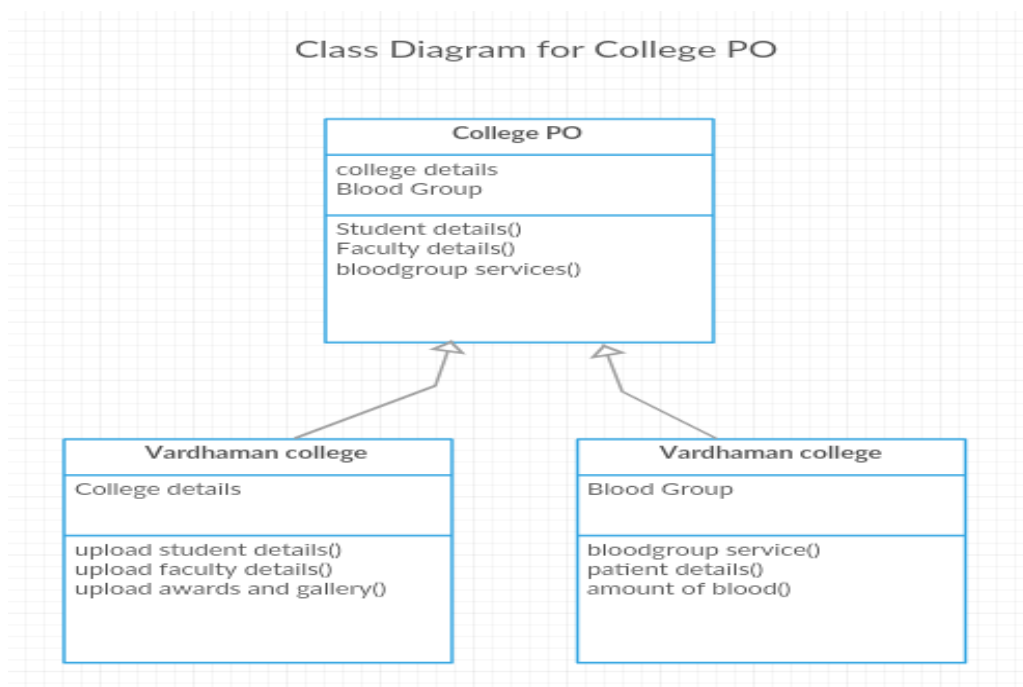 Class Diagram for College PO
College PO
college details
Blood Group
Student details()
Faculty details()
bloodgroup services()
Vardhaman college
College details
upload student details()
upload faculty details()
upload awards and gallery()
Vardhaman college
Blood Group
bloodgroup service()
patient details()
amount of blood()